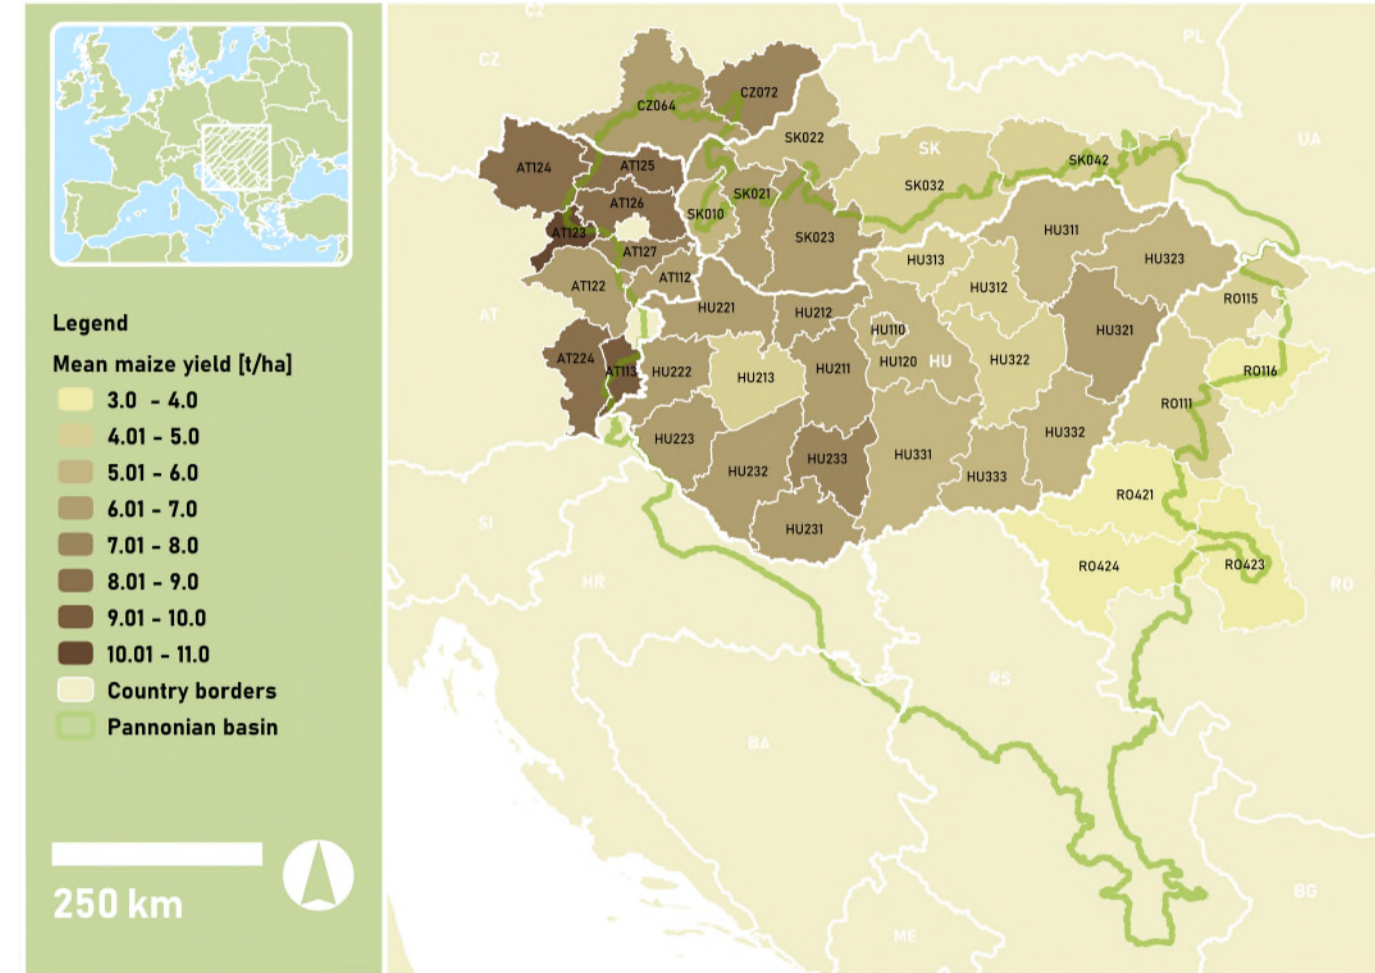 Legend
Mean maize yield [t/ha]
3.0 - 4.0
4.01 - 5.0
5.01 - 6.0
6.01 - 7.0
7.01 - 8.0
8.01 - 9.0
9.01 - 10.0
10.01 - 11.0
Country borders
Pannonian basin
250 km
CZ
CZ
PL
UA
AT
SK
HU
SI
HR
BA
RS
RO
ME
BG
CZ064
CZ072
SK022
AT124
AT125
SK042
SK032
AT126
SK010
SK021
AT123
SK023
HU311
AT127
HU313
HU323
AT122
AT112
HU312
RO115
HU221
HU212
HU110
HU321
AT224
AT113
HU222
HU213
HU211
HU120
HU322
RO116
RO111
HU223
HU332
HU232
HU233
HU331
HU333
RO421
HU231
RO424
RO423